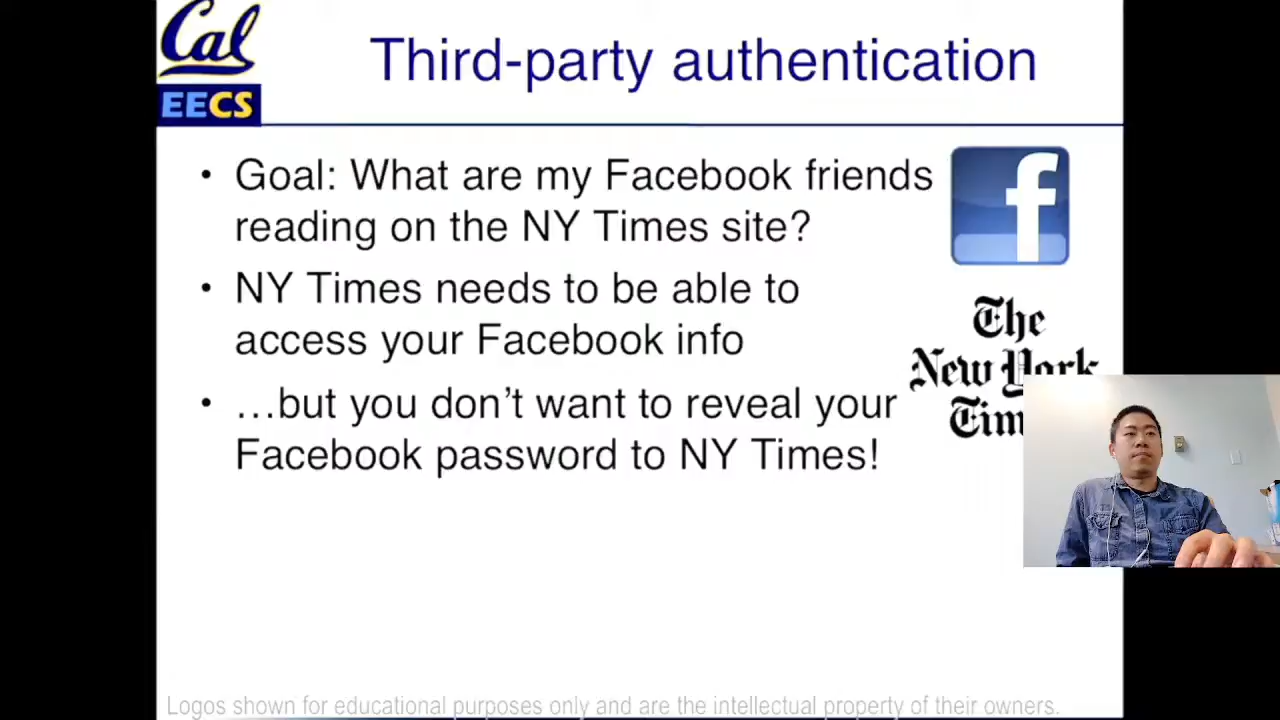 Cal
EECS
Third-party authentication
• Goal: What are my Facebook friends
reading on the NY Times site?
• NY Times needs to be able to
access your Facebook info
• …but you don’t want to reveal your
Facebook password to NY Times!
f
The
New York
Logos shown for educational purposes only and are the intellectual property of their owners.